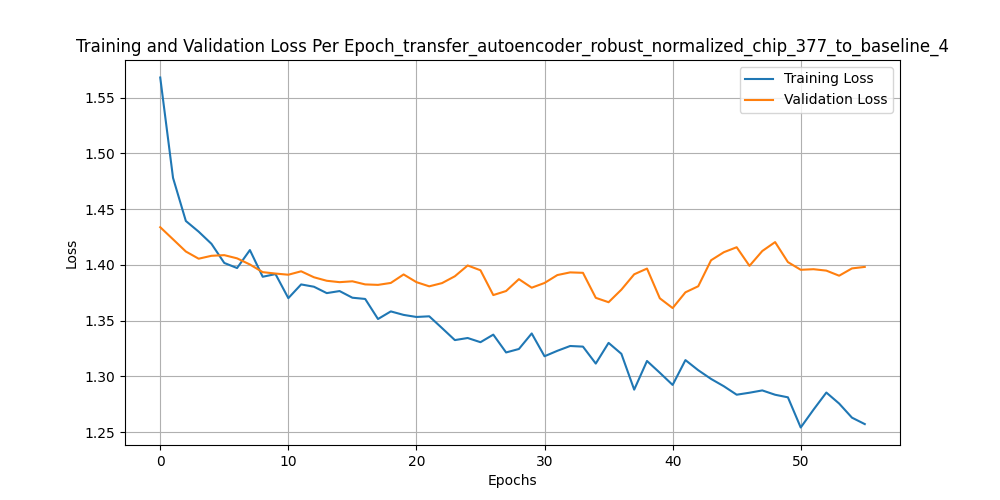 Training and Validation Loss Per Epoch_transfer_autoencoder_robust_normalized_chip_377_to_baseline_4
Training Loss
Validation Loss
1.55
1.50
1.45
1.40
1.35
1.30
1.25
Loss
0 10 20 30 40 50
Epochs